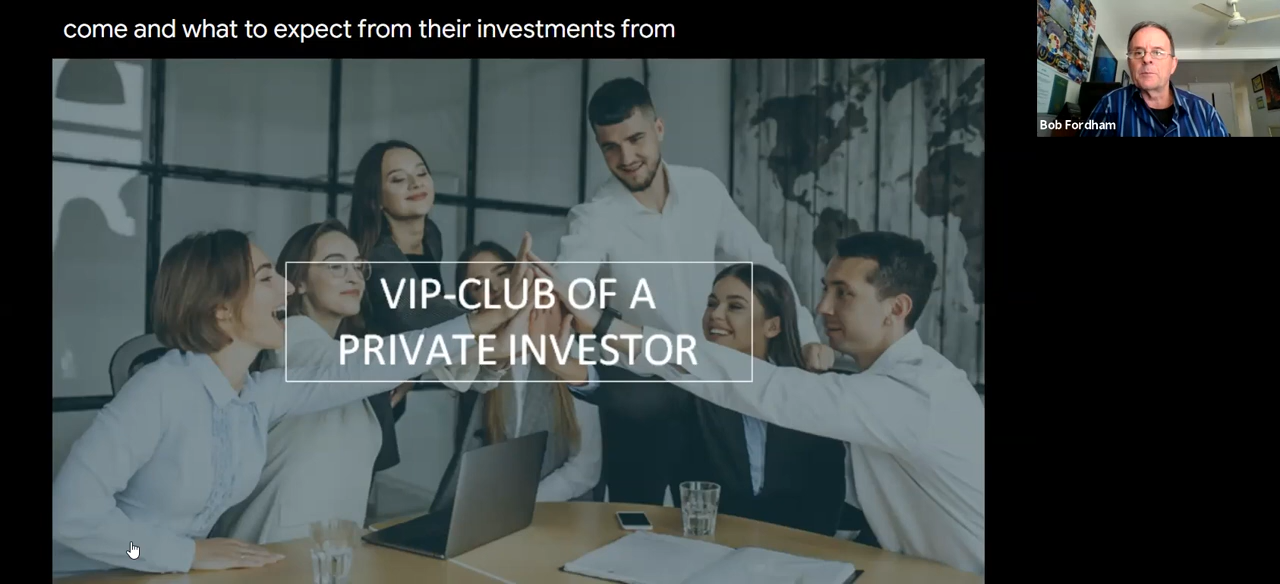 come and what to expect from their investments from
Bob Fordham
VIP-CLUB OF A
PRIVATE INVESTOR